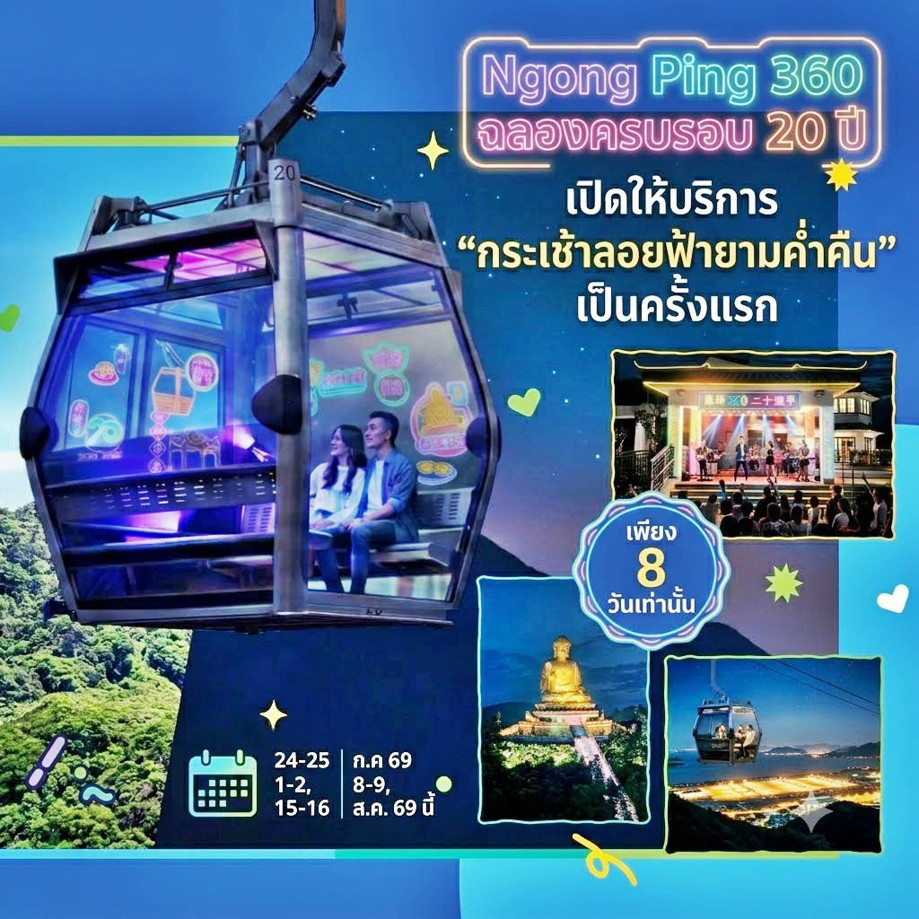 Ngong Ping 360
ฉลองครบรอบ 20 ปี
เปิดให้บริการ
“กระเช้าลอยฟ้ายามค่ำคืน”
เป็นครั้งแรก
20
เพียง
8
วันเท่านั้น
24-25 ก.ค 69
1-2, 8-9,
15-16 ส.ค. 69 นี้